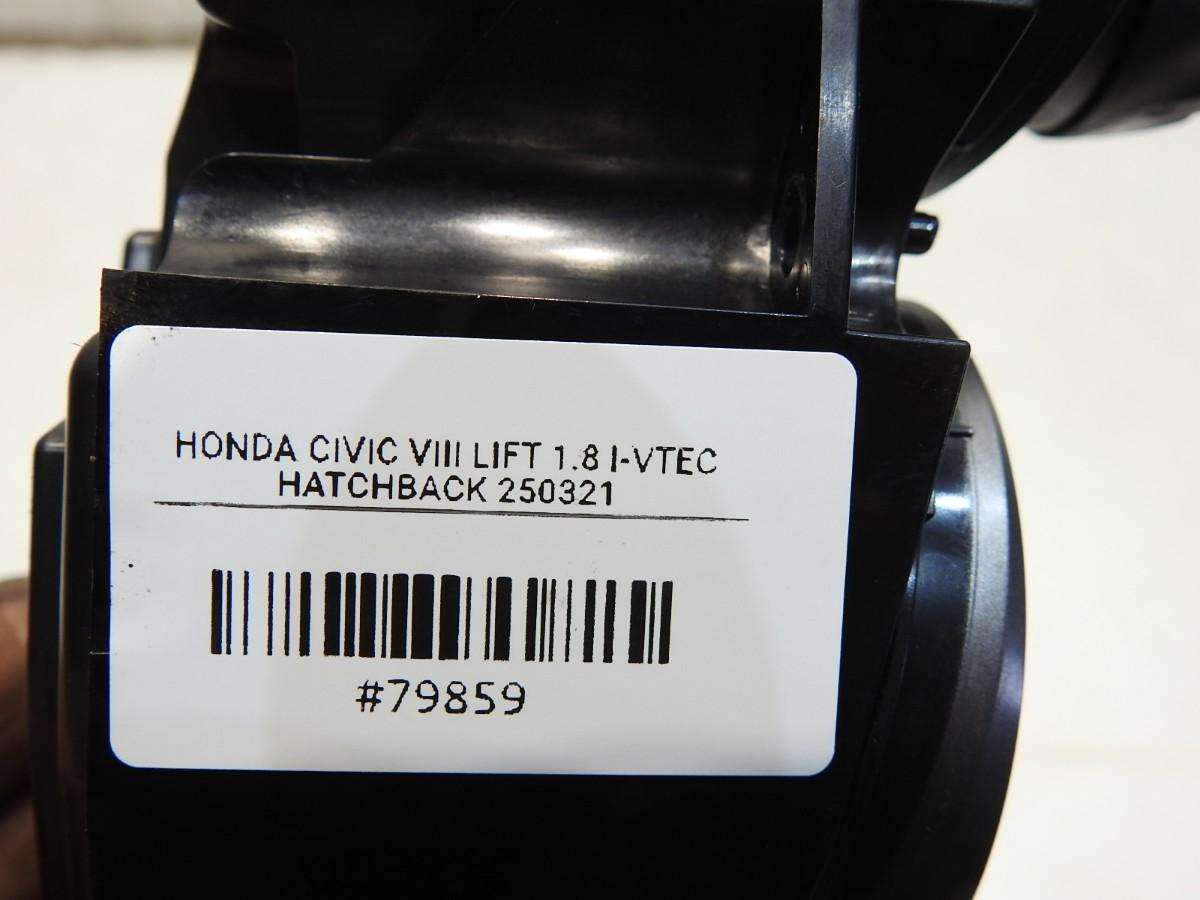 HONDA CIVIC VIII LIFT 1.8 I-VTEC
HATCHBACK 250321
#79859